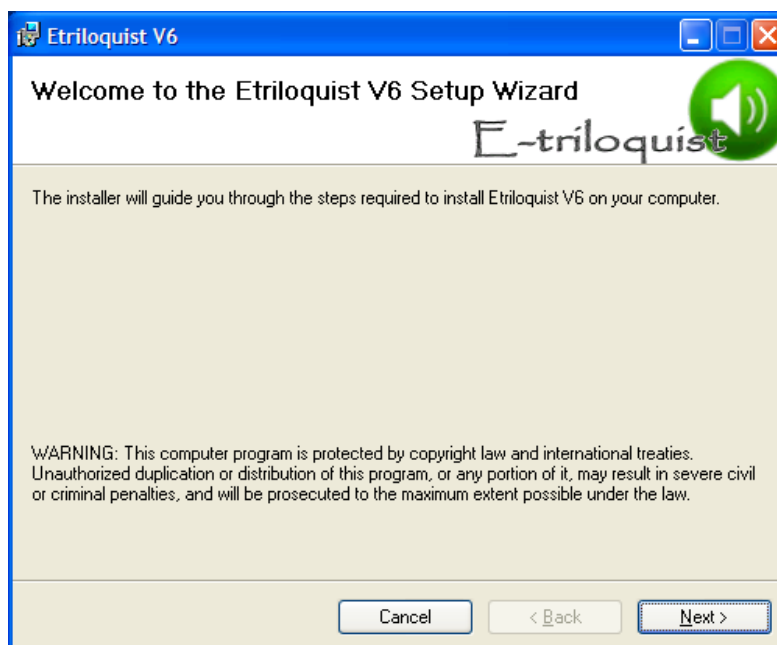 Etriloquist V6
Welcome to the Etriloquist V6 Setup Wizard
E-triloquist
The installer will guide you through the steps required to install Etriloquist V6 on your computer.
WARNING: This computer program is protected by copyright law and international treaties.
Unauthorized duplication or distribution of this program, or any portion of it, may result in severe civil
or criminal penalties, and will be prosecuted to the maximum extent possible under the law.
Cancel
< Back
Next >